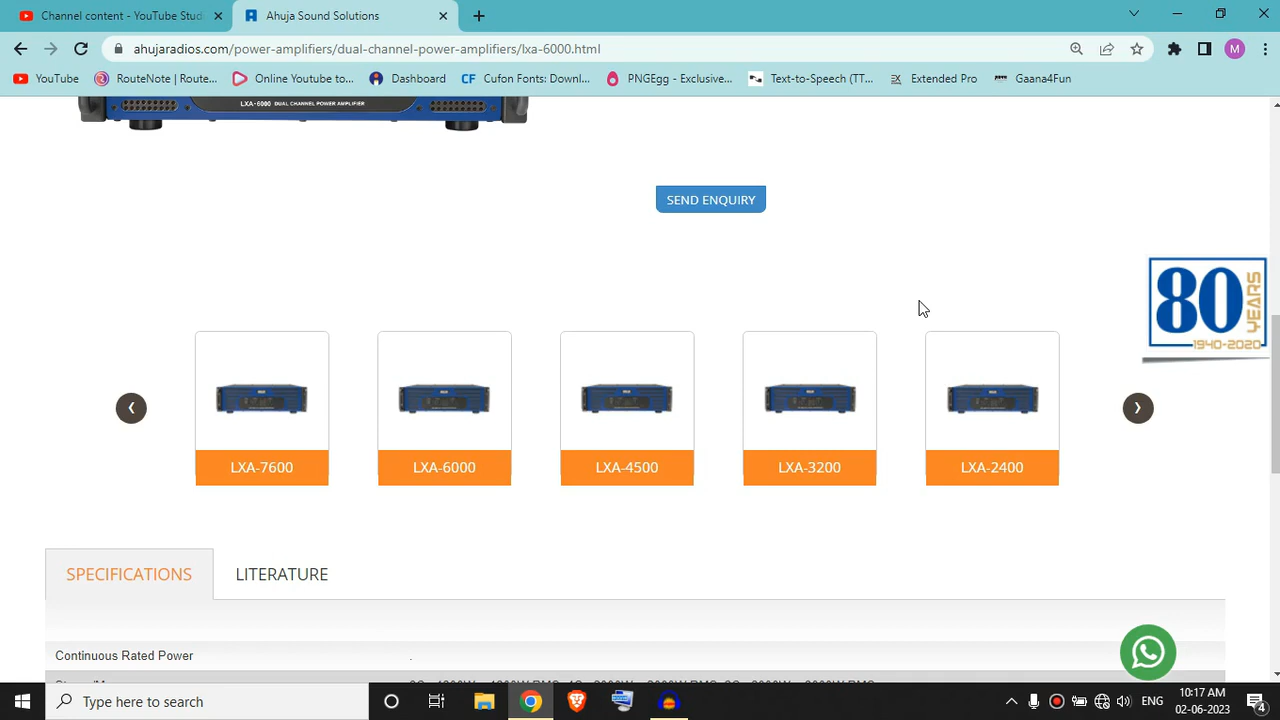 Channel content - YouTube Stud
Ahuja Sound Solutions
ahujaradios.com/power-amplifiers/dual-channel-power-amplifiers/lxa-6000.html
M
YouTube
RouteNote | Route...
Online Youtube to...
Dashboard
CF Cufon Fonts: Downl...
PNGEgg - Exclusive...
Text-to-Speech (TT...
Extended Pro
Gaana4Fun
LXA-6000 DUAL CHANNEL POWER AMPLIFIER
SEND ENQUIRY
80 YEARS
1940-2020
LXA-7600
LXA-6000
LXA-4500
LXA-3200
LXA-2400
SPECIFICATIONS
LITERATURE
Continuous Rated Power
.
Type here to search
ENG
10:17 AM
02-06-2023
4